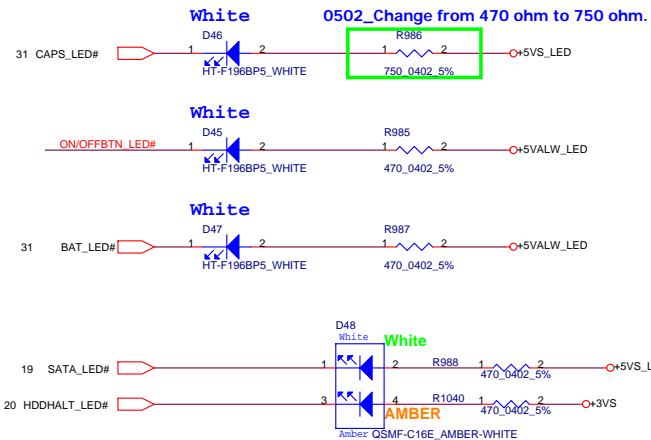 White 0502_Change from 470 ohm to 750 ohm.
D46 R986
31 CAPS_LED# 1 2 1 2 +5VS_LED
HT-F196BP5_WHITE 750_0402_5%
White
D45 R985
ON/OFFBTN_LED# 1 2 1 2 +5VALW_LED
HT-F196BP5_WHITE 470_0402_5%
White
D47 R987
31 BAT_LED# 1 2 1 2 +5VALW_LED
HT-F196BP5_WHITE 470_0402_5%
D48
White White
19 SATA_LED# 1 2 R988 1 2 +5VS_L
470_0402_5%
20 HDDHALT_LED# 3 4 R1040 1 2 +3VS
AMBER 470_0402_5%
Amber QSMF-C16E_AMBER-WHITE